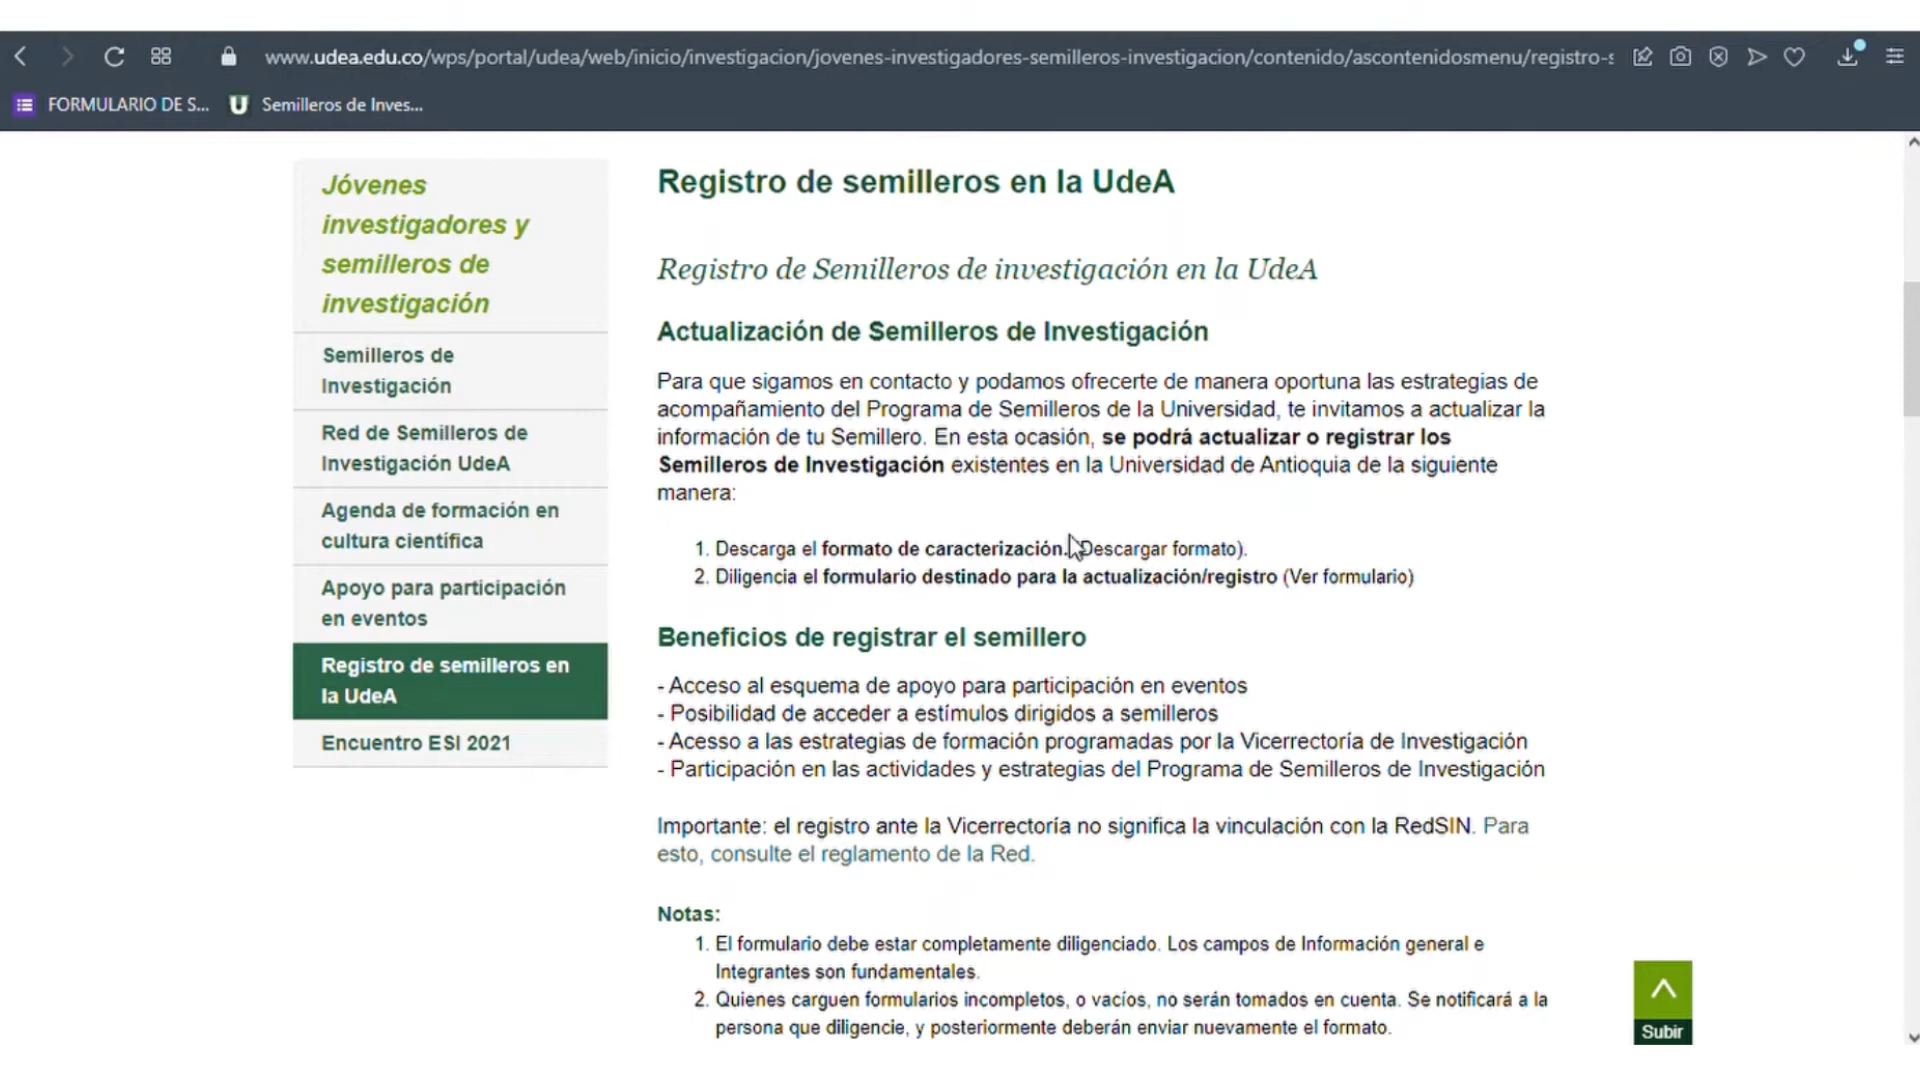 www.udea.edu.co/wps/portal/udea/web/inicio/investigacion/jovenes-investigadores-semilleros-investigacion/contenido/ascontenidosmenu/registro-s
FORMULARIO DE S...
Semilleros de Inves...
Jóvenes
investigadores y
semilleros de
investigación
Semilleros de
Investigación
Red de Semilleros de
Investigación UdeA
Agenda de formación en
cultura científica
Apoyo para participación
en eventos
Registro de semilleros en
la UdeA
Encuentro ESI 2021
Registro de semilleros en la UdeA
Registro de Semilleros de investigación en la UdeA
Actualización de Semilleros de Investigación
Para que sigamos en contacto y podamos ofrecerte de manera oportuna las estrategias de
acompañamiento del Programa de Semilleros de la Universidad, te invitamos a actualizar la
información de tu Semillero. En esta ocasión, se podrá actualizar o registrar los
Semilleros de Investigación existentes en la Universidad de Antioquia de la siguiente
manera:
1. Descarga el formato de caracterización. Descargar formato).
2. Diligencia el formulario destinado para la actualización/registro (Ver formulario)
Beneficios de registrar el semillero
- Acceso al esquema de apoyo para participación en eventos
- Posibilidad de acceder a estímulos dirigidos a semilleros
- Acesso a las estrategias de formación programadas por la Vicerrectoría de Investigación
- Participación en las actividades y estrategias del Programa de Semilleros de Investigación
Importante: el registro ante la Vicerrectoría no significa la vinculación con la RedSIN. Para
esto, consulte el reglamento de la Red.
Notas:
1. El formulario debe estar completamente diligenciado. Los campos de Información general e
Integrantes son fundamentales.
2. Quienes carguen formularios incompletos, o vacíos, no serán tomados en cuenta. Se notificará a la
persona que diligencie, y posteriormente deberán enviar nuevamente el formato.
Subir